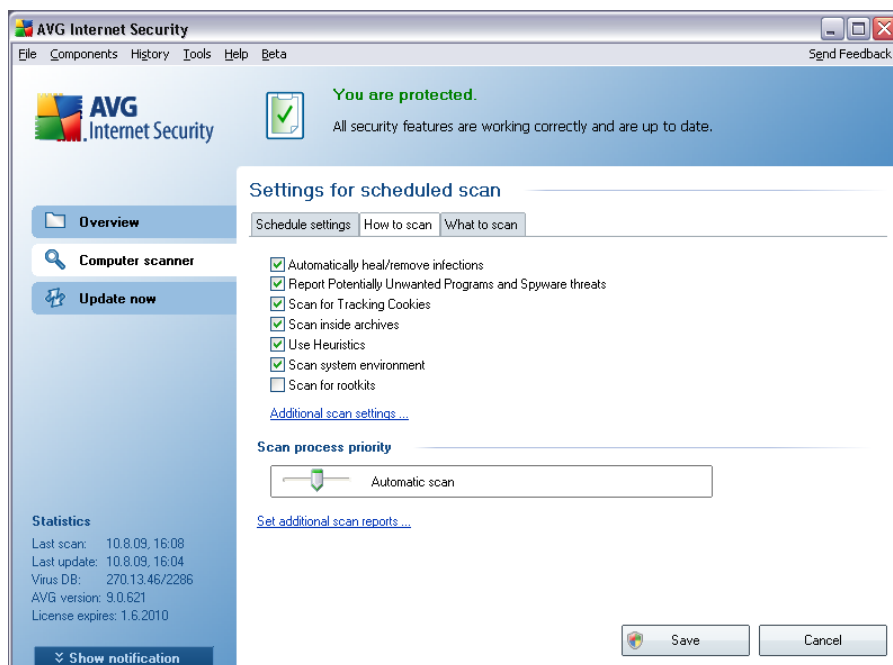 AVG Internet Security
File Components History Tools Help Beta Send Feedback
AVG
Internet Security
You are protected.
All security features are working correctly and are up to date.
Settings for scheduled scan
Schedule settings How to scan What to scan
Overview
Computer scanner
Update now
Automatically heal/remove infections
Report Potentially Unwanted Programs and Spyware threats
Scan for Tracking Cookies
Scan inside archives
Use Heuristics
Scan system environment
Scan for rootkits
Additional scan settings ...
Scan process priority
Automatic scan
Set additional scan reports ...
Statistics
Last scan: 10.8.09, 16:08
Last update: 10.8.09, 16:04
Virus DB: 270.13.46/2286
AVG version: 9.0.621
License expires: 1.6.2010
Show notification
Save Cancel